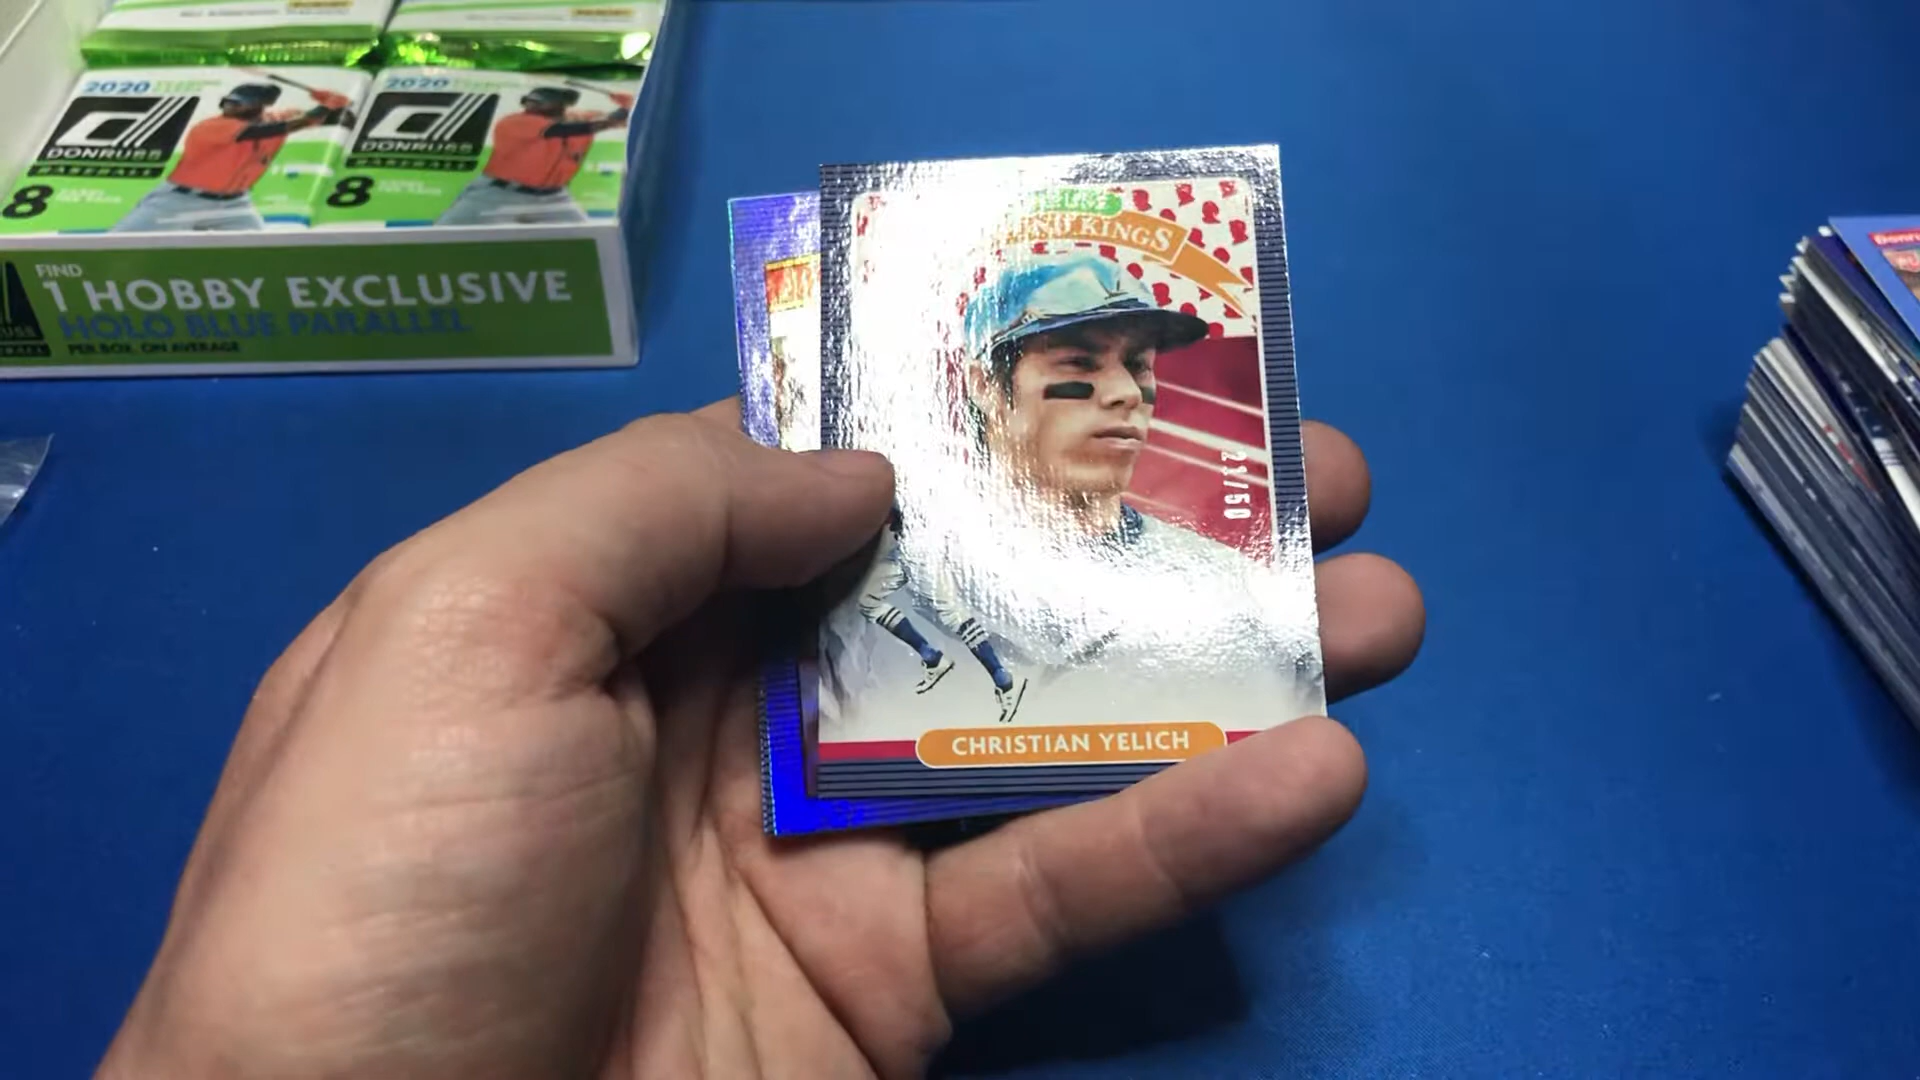 2020
DONRUSS
BASEBALL
8
2020
DONRUSS
BASEBALL
8
FIND
1 HOBBY EXCLUSIVE
HOLO BLUE PARALLEL
PER BOX, ON AVERAGE
KINGS
21/50
CHRISTIAN YELICH